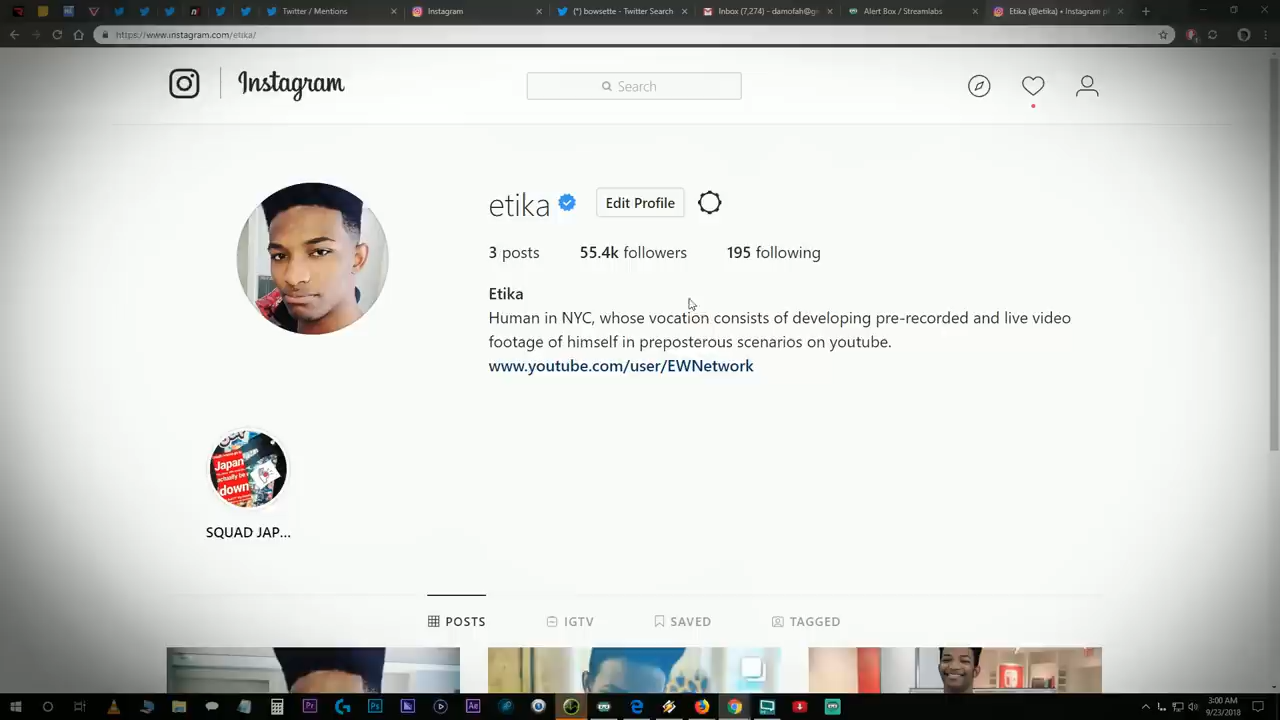 Twitter / Mentions
Instagram
(*) bowsette - Twitter Search
Inbox (7,274) - damofah@g
Alert Box / Streamlabs
Etika (@etika) • Instagram p
https://www.instagram.com/etika/
Instagram
Search
etika
Edit Profile
3 posts
55.4k followers
195 following
Etika
Human in NYC, whose vocation consists of developing pre-recorded and live video
footage of himself in preposterous scenarios on youtube.
www.youtube.com/user/EWNetwork
Japan
actually be
down
SQUAD JAP...
POSTS
IGTV
SAVED
TAGGED
3:00 AM
9/23/2018